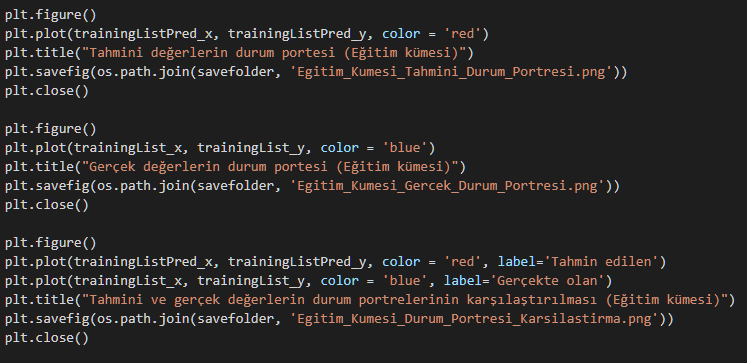 plt.figure()
plt.plot(trainingListPred_x, trainingListPred_y, color = 'red')
plt.title("Tahmini değerlerin durum portesi (Eğitim kümesi)")
plt.savefig(os.path.join(savefolder, 'Egitim_Kumesi_Tahmini_Durum_Portresi.png'))
plt.close()

plt.figure()
plt.plot(trainingList_x, trainingList_y, color = 'blue')
plt.title("Gerçek değerlerin durum portesi (Eğitim kümesi)")
plt.savefig(os.path.join(savefolder, 'Egitim_Kumesi_Gercek_Durum_Portresi.png'))
plt.close()

plt.figure()
plt.plot(trainingListPred_x, trainingListPred_y, color = 'red', label='Tahmin edilen')
plt.plot(trainingList_x, trainingList_y, color = 'blue', label='Gerçekte olan')
plt.title("Tahmini ve gerçek değerlerin durum portrelerinin karşılaştırılması (Eğitim kümesi)")
plt.savefig(os.path.join(savefolder, 'Egitim_Kumesi_Durum_Portresi_Karsilastirma.png'))
plt.close()